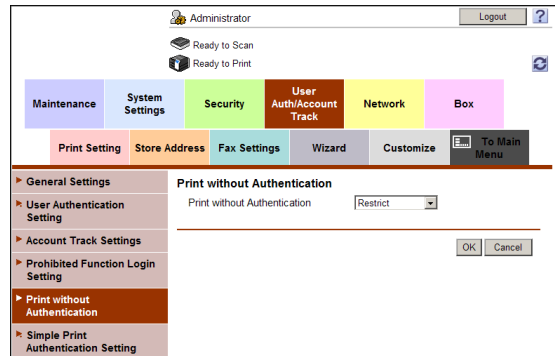 Administrator
Logout
?
Ready to Scan
Ready to Print
Maintenance
System
Settings
Security
User
Auth/Account
Track
Network
Box
Print Setting
Store Address
Fax Settings
Wizard
Customize
To Main
Menu
General Settings
User Authentication
Setting
Account Track Settings
Prohibited Function Login
Setting
Print without
Authentication
Simple Print
Authentication Setting
Print without Authentication
Print without Authentication
Restrict
OK
Cancel